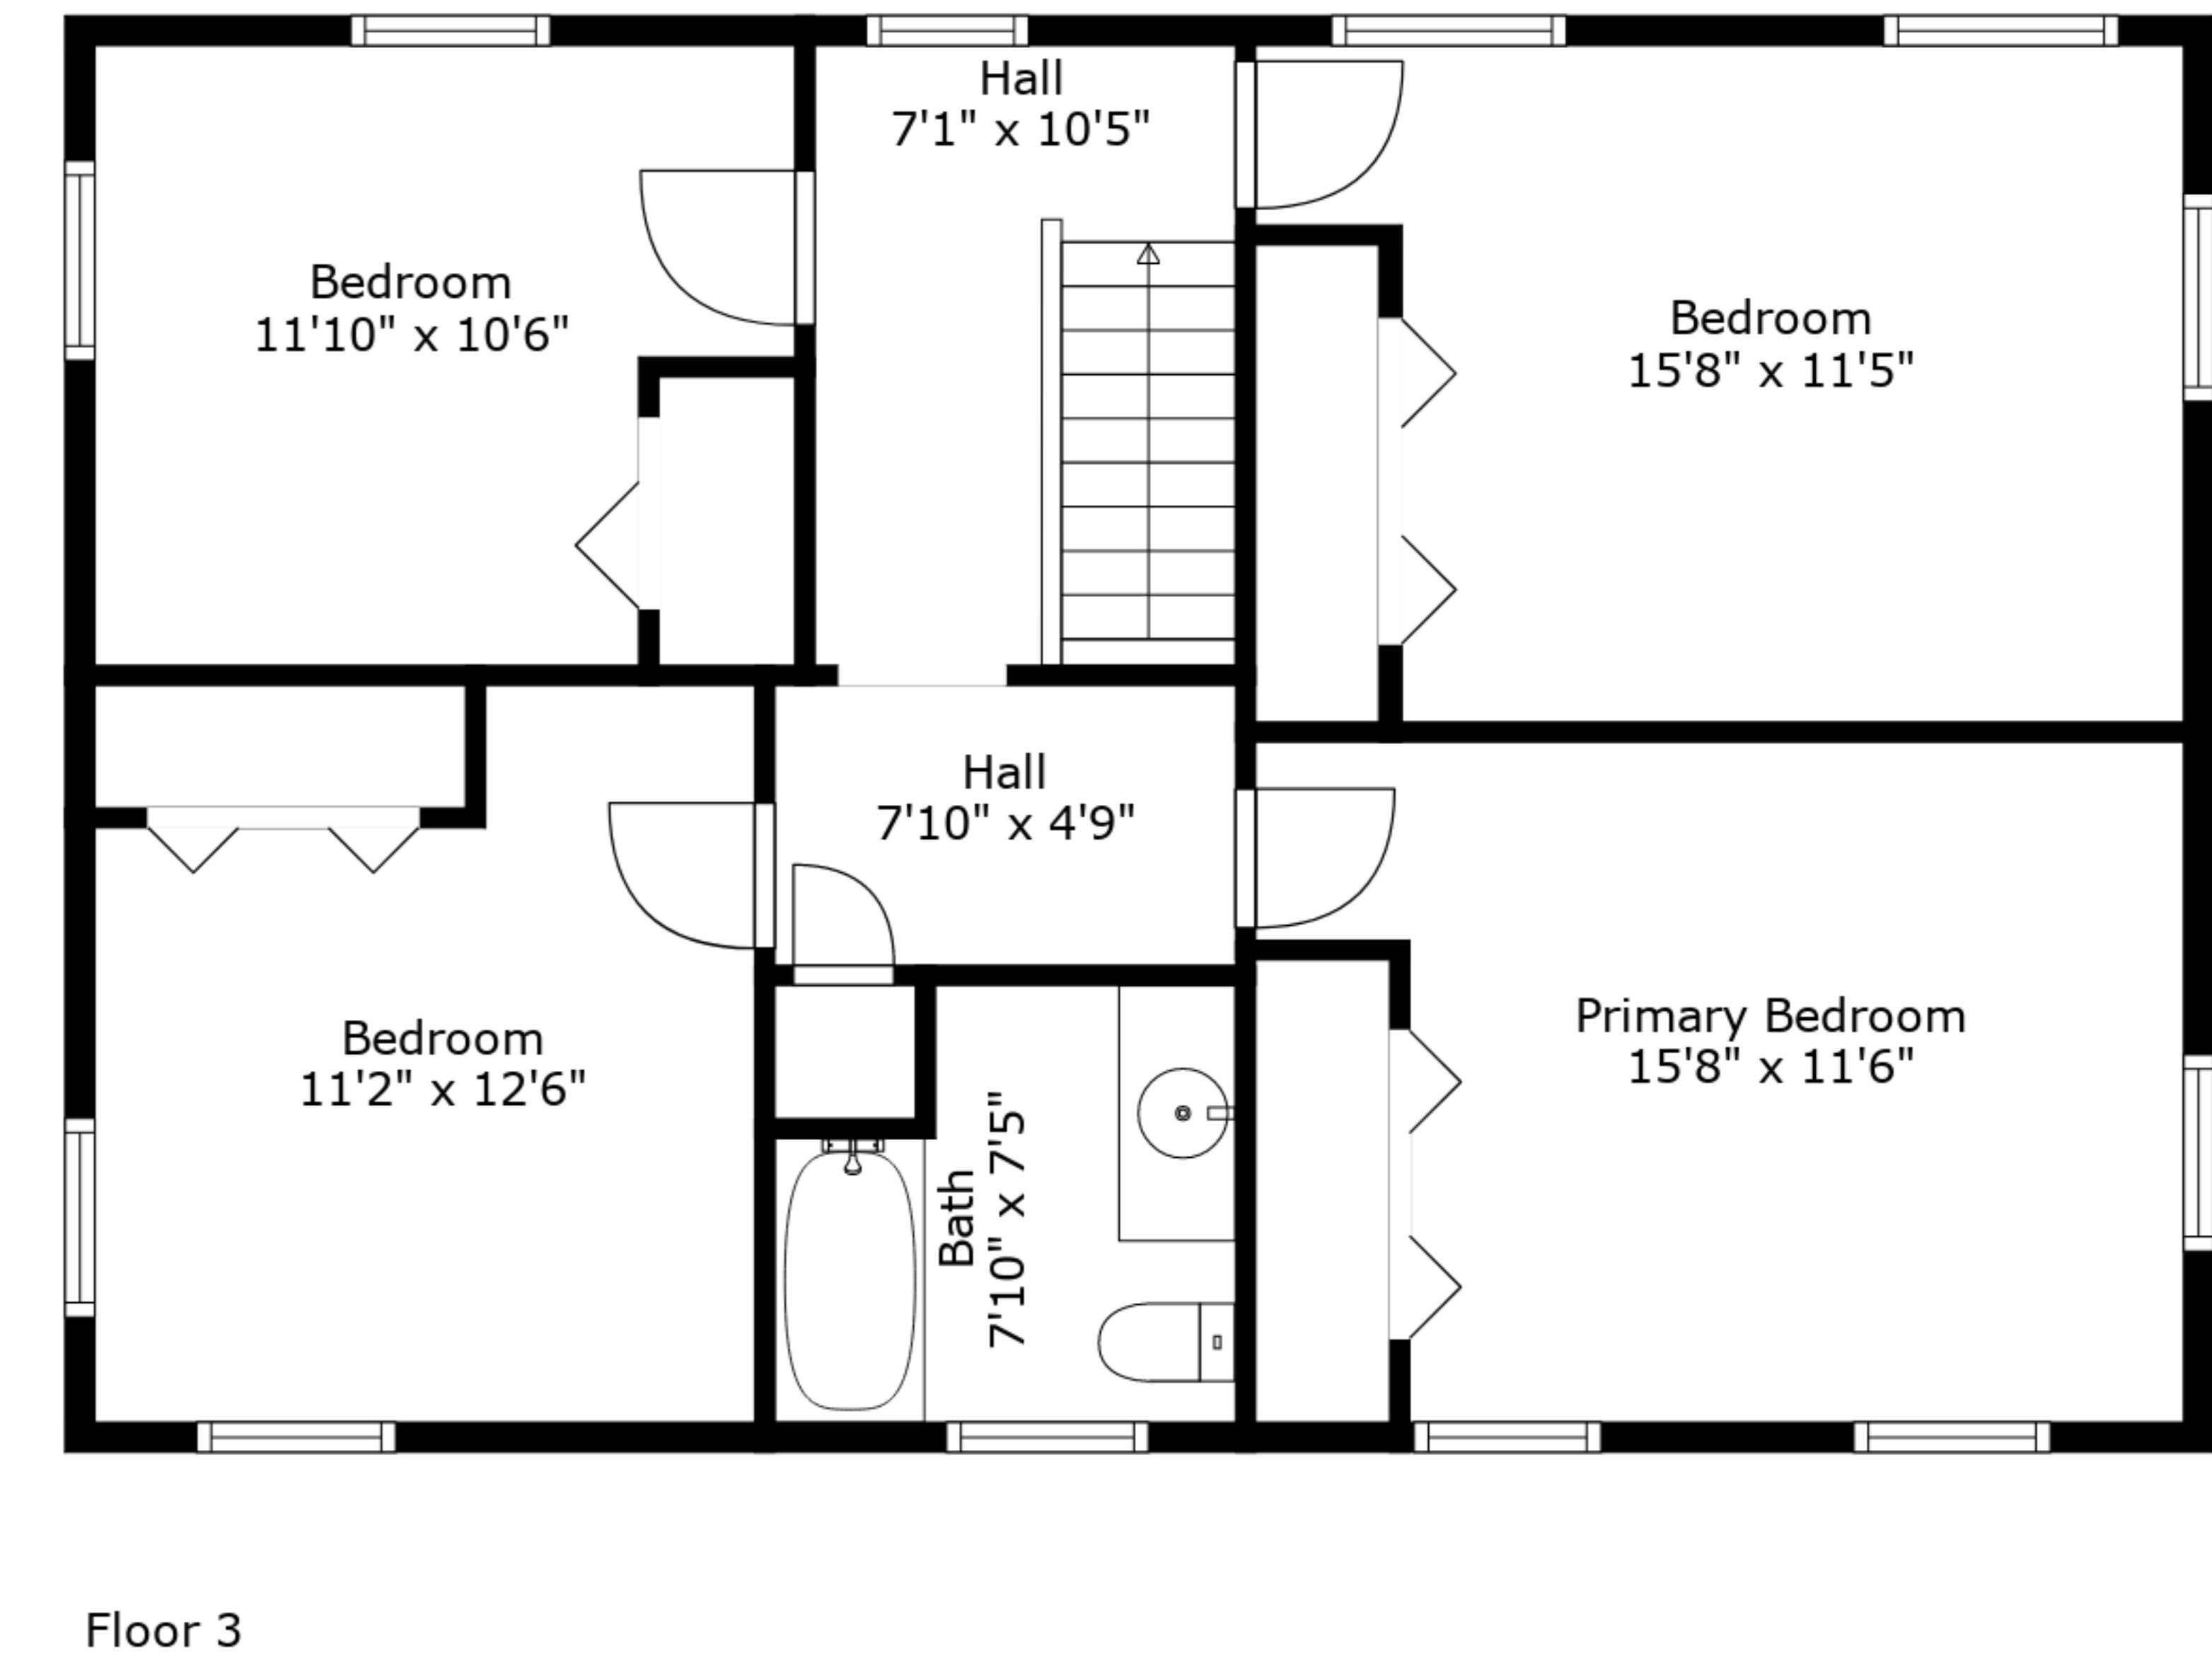 Hall
7'1" x 10'5"
Bedroom
11'10" x 10'6"
Bedroom
15'8" x 11'5"
Hall
7'10" x 4'9"
Bedroom
11'2" x 12'6"
Primary Bedroom
15'8" x 11'6"
Bath
7'10" x 7'5"
Floor 3